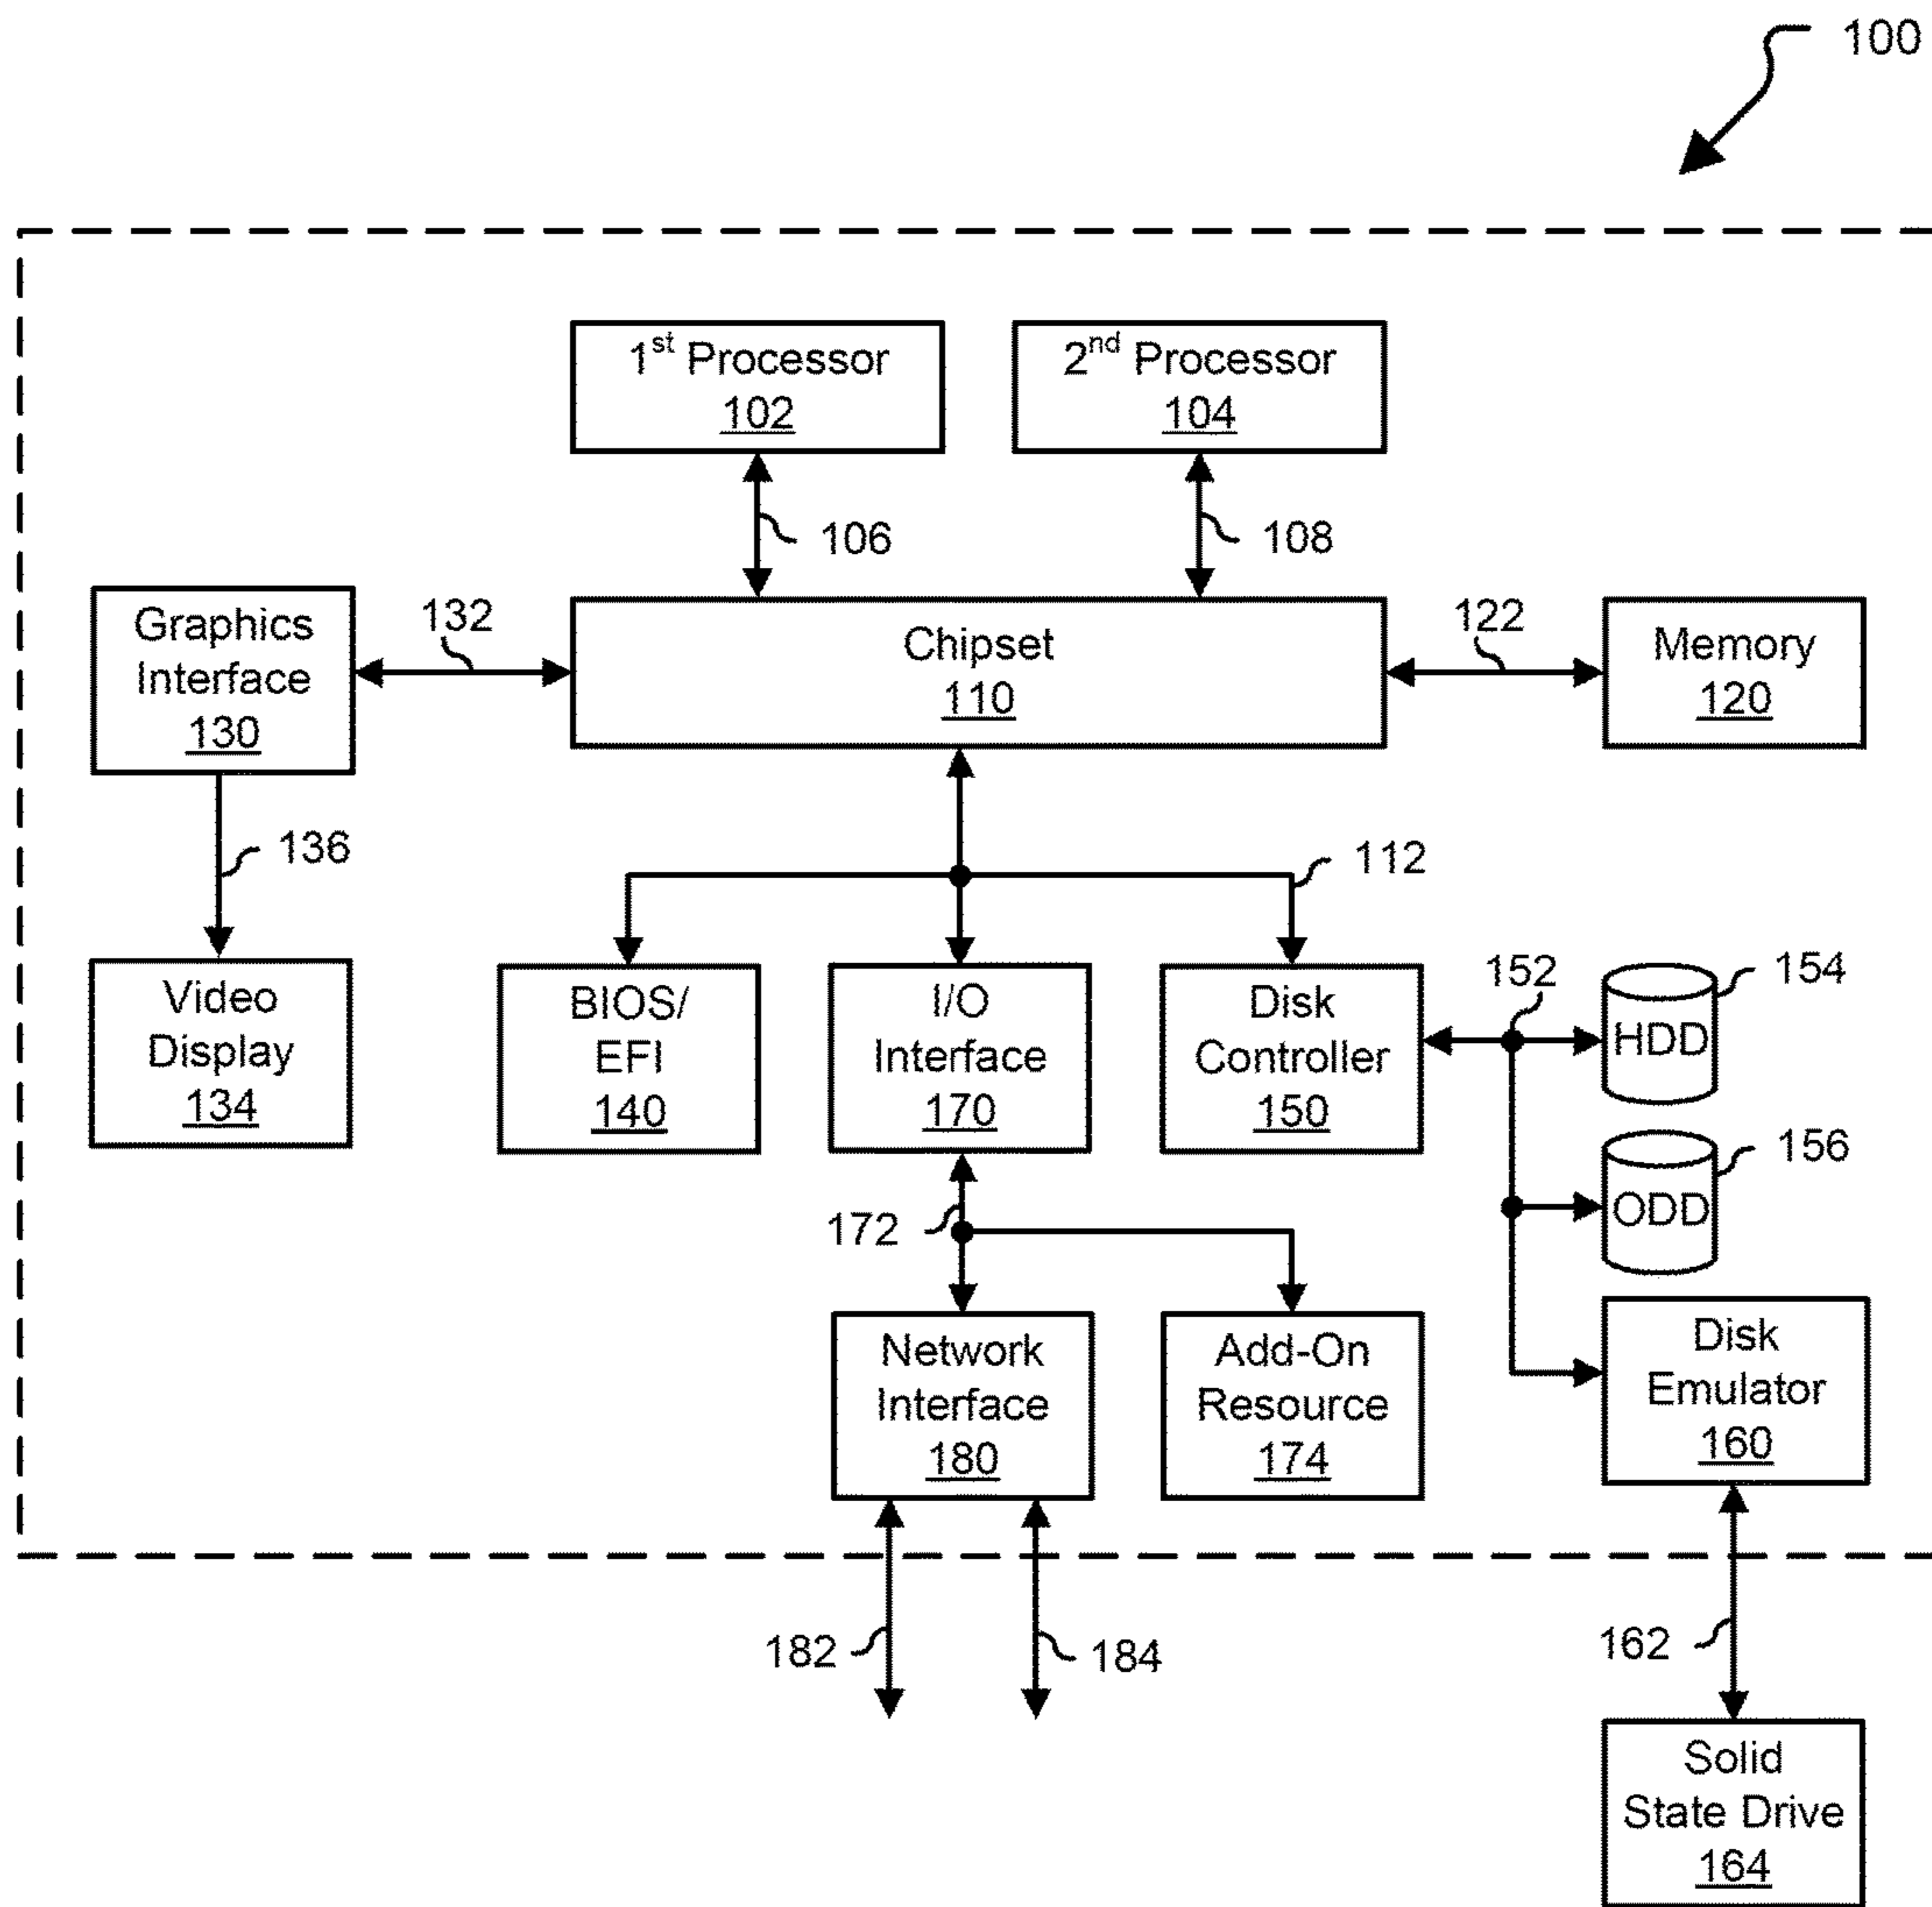 100
1st Processor
102
2nd Processor
104
106
108
Graphics
Interface
130
132
Chipset
110
122
Memory
120
136
112
Video
Display
134
BIOS/
EFI
140
I/O
Interface
170
Disk
Controller
150
152
HDD
154
ODD
156
172
Network
Interface
180
Add-On
Resource
174
Disk
Emulator
160
182
184
162
Solid
State Drive
164